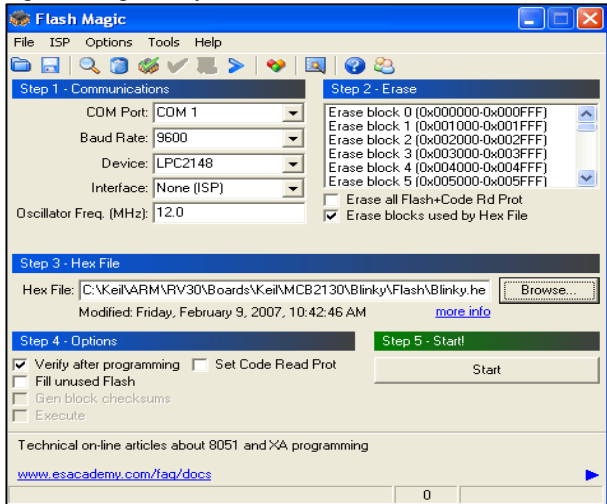 Flash Magic
File ISP Options Tools Help
Step 1 - Communications
COM Port: COM 1
Baud Rate: 9600
Device: LPC2148
Interface: None (ISP)
Oscillator Freq. (MHz): 12.0
Step 2 - Erase
Erase block 0 (0x000000-0x000FFF)
Erase block 1 (0x001000-0x001FFF)
Erase block 2 (0x002000-0x002FFF)
Erase block 3 (0x003000-0x003FFF)
Erase block 4 (0x004000-0x004FFF)
Erase block 5 (0x005000-0x005FFF)
Erase all Flash+Code Rd Prot
Erase blocks used by Hex File
Step 3 - Hex File
Hex File: C:\Keil\ARM\RV30\Boards\Keil\MCB2130\Blinky\Flash\Blinky.he Browse...
Modified: Friday, February 9, 2007, 10:42:46 AM more info
Step 4 - Options
Verify after programming Set Code Read Prot
Fill unused Flash
Gen block checksums
Execute
Step 5 - Start!
Start
Technical on-line articles about 8051 and XA programming
www.esacademy.com/faq/docs
0